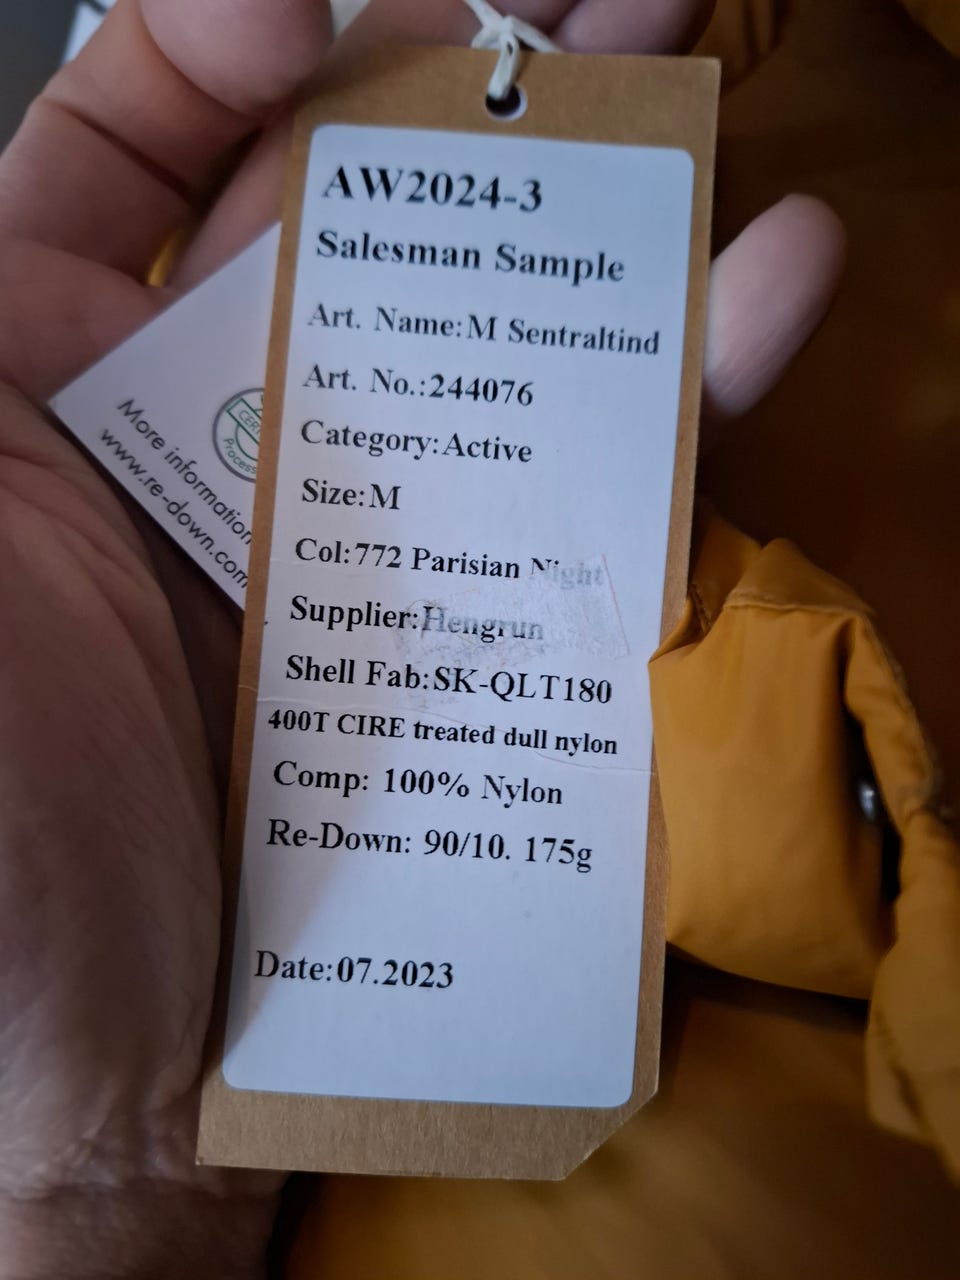 AW2024-3
Salesman Sample
Art. Name:M Sentraltind
Art. No.:244076
Category:Active
Size:M
Col:772 Parisian Night
Supplier:Hengrun
Shell Fab:SK-QLT180
400T CIRE treated dull nylon
Comp: 100% Nylon
Re-Down: 90/10. 175g
Date:07.2023
More information
www.re-down.com